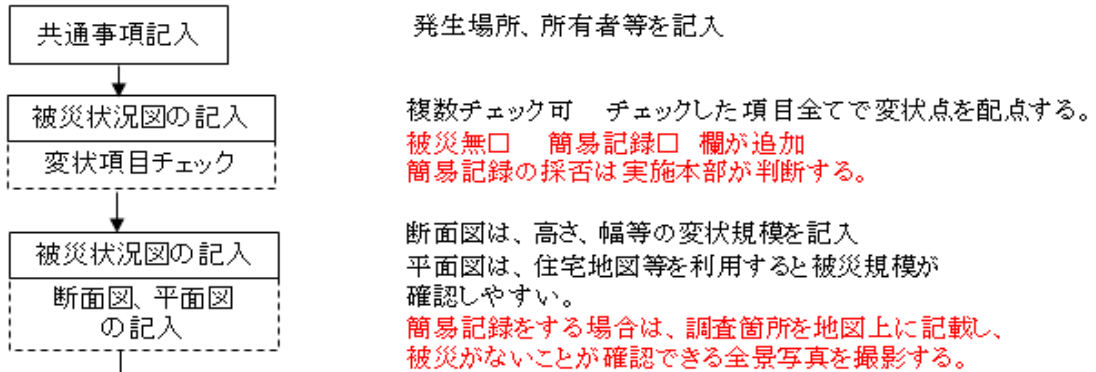 共通事項記入
発生場所、所有者等を記入
被災状況図の記入
変状項目チェック
複数チェック可　チェックした項目全てで変状点を配点する。
被災無□　簡易記録□　欄が追加
簡易記録の採否は実施本部が判断する。
被災状況図の記入
断面図、平面図
の記入
断面図は、高さ、幅等の変状規模を記入
平面図は、住宅地図等を利用すると被災規模が
確認しやすい。
簡易記録をする場合は、調査箇所を地図上に記載し、
被災がないことが確認できる全景写真を撮影する。